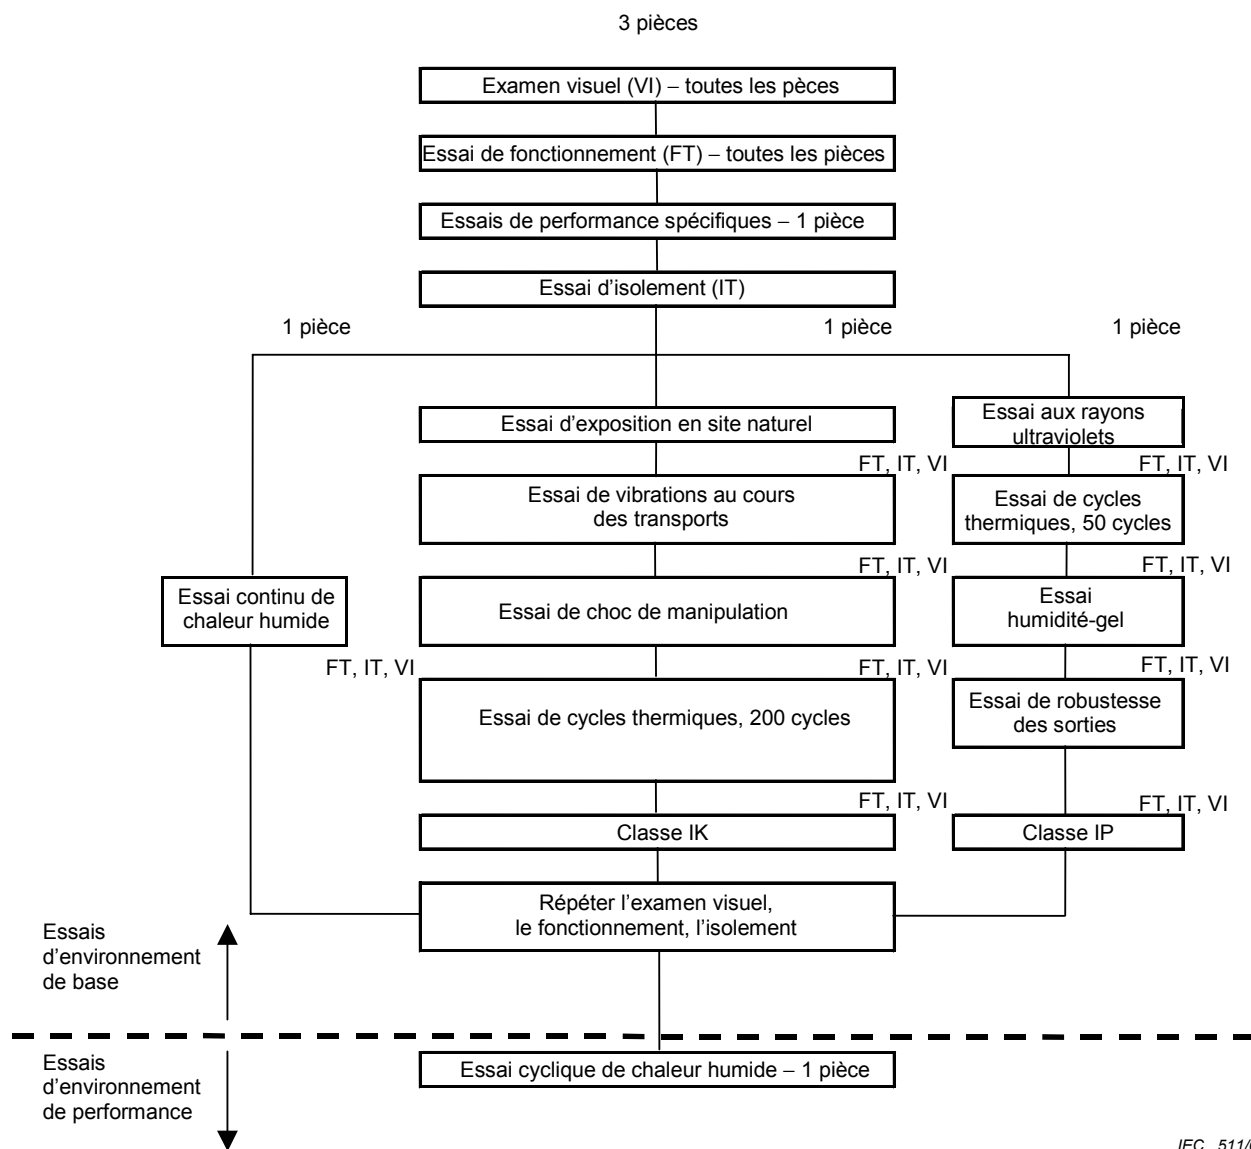 3 pièces
Examen visuel (VI) – toutes les pèces
Essai de fonctionnement (FT) – toutes les pièces
Essais de performance spécifiques – 1 pièce
Essai d’isolement (IT)
1 pièce
1 pièce
1 pièce
Essai d’exposition en site naturel
Essai aux rayons
ultraviolets
FT, IT, VI
FT, IT, VI
Essai de vibrations au cours
des transports
Essai de cycles
thermiques, 50 cycles
FT, IT, VI
FT, IT, VI
Essai continu de
chaleur humide
Essai de choc de manipulation
Essai
humidité-gel
FT, IT, VI
FT, IT, VI
FT, IT, VI
Essai de cycles thermiques, 200 cycles
Essai de robustesse
des sorties
FT, IT, VI
FT, IT, VI
Classe IK
Classe IP
Répéter l’examen visuel,
le fonctionnement, l’isolement
Essais
d’environnement
de base
Essais
d’environnement
de performance
Essai cyclique de chaleur humide – 1 pièce
IEC 511/